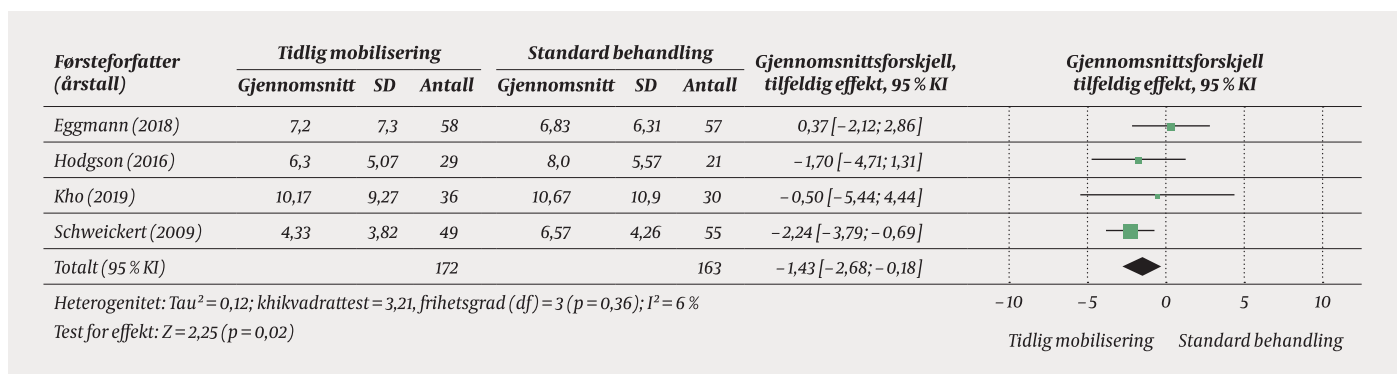 Førsteforfatter (årstall) Tidlig mobilisering Standard behandling Gjennomsnittsforskjell, tilfeldig effekt, 95 % KI Gjennomsnittsforskjell tilfeldig effekt, 95 % KI
Gjennomsnitt SD Antall Gjennomsnitt SD Antall
Eggmann (2018) 7,2 7,3 58 6,83 6,31 57 0,37 [−2,12; 2,86]
Hodgson (2016) 6,3 5,07 29 8,0 5,57 21 −1,70 [−4,71; 1,31]
Kho (2019) 10,17 9,27 36 10,67 10,9 30 −0,50 [−5,44; 4,44]
Schweickert (2009) 4,33 3,82 49 6,57 4,26 55 −2,24 [−3,79; −0,69]
Totalt (95 % KI) 172 163 −1,43 [−2,68; −0,18]
Heterogenitet: Tau² = 0,12; khikvadrattest = 3,21, frihetsgrad (df) = 3 (p = 0,36); I² = 6 % −10 −5 0 5 10
Test for effekt: Z = 2,25 (p = 0,02)
Tidlig mobilisering Standard behandling